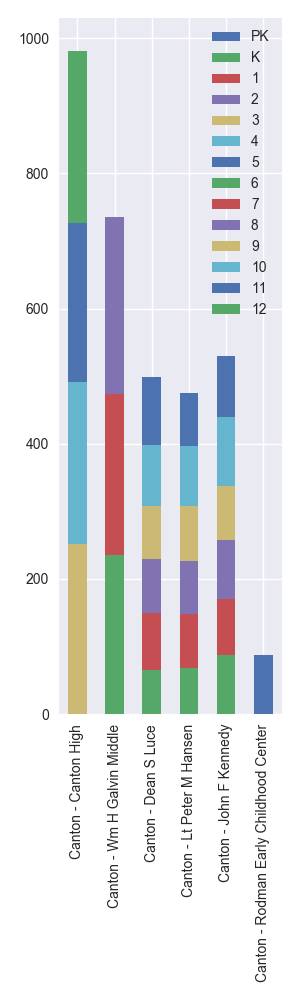 1000
800
600
400
200
0
PK
K
1
2
3
4
5
6
7
8
9
10
11
12
Canton - Canton High
Canton - Wm H Galvin Middle
Canton - Dean S Luce
Canton - Lt Peter M Hansen
Canton - John F Kennedy
Canton - Rodman Early Childhood Center